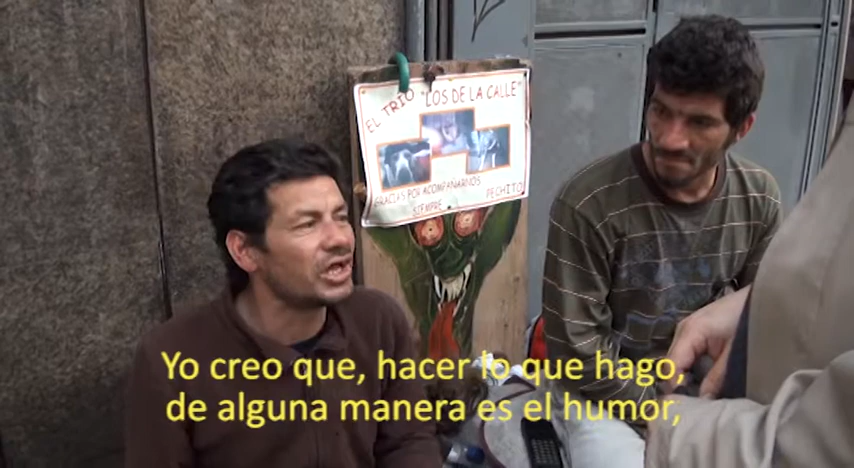 EL TRÍO "LOS DE LA CALLE"
GRACIAS POR ACOMPAÑARNOS
SIEMPRE PECHITO
Yo creo que, hacer lo que hago,
de alguna manera es el humor,